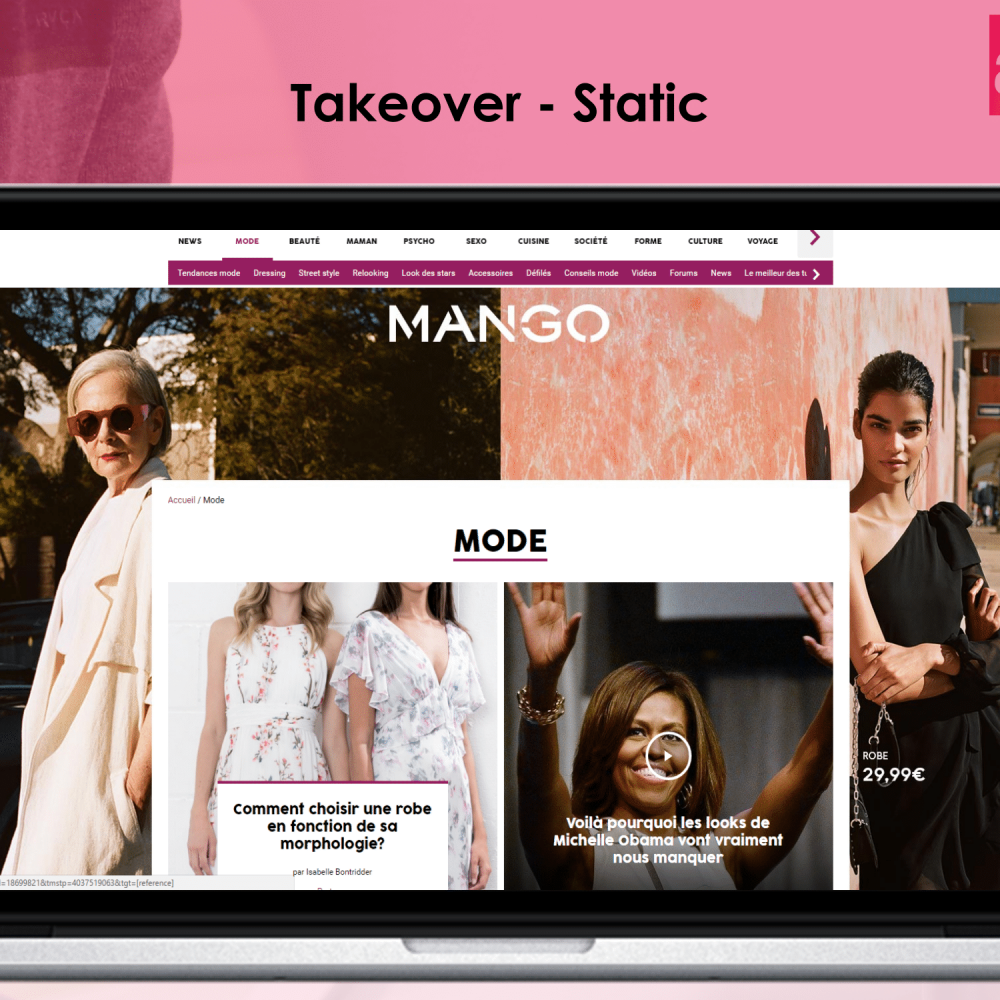 RVCA
Takeover - Static
NEWS MODE BEAUTÉ MAMAN PSYCHO SEXO CUISINE SOCIÉTÉ FORME CULTURE VOYAGE
Tendances mode Dressing Street style Relooking Look des stars Accessoires Défilés Conseils mode Vidéos Forums News Le meilleur des
MANGO
Accueil / Mode
MODE
Comment choisir une robe
en fonction de sa
morphologie?
par Isabelle Bontridder
Voilà pourquoi les looks de
Michelle Obama vont vraiment
nous manquer
ROBE
29,99€
=18699821&tmstp=4037519063&tgt=[reference]